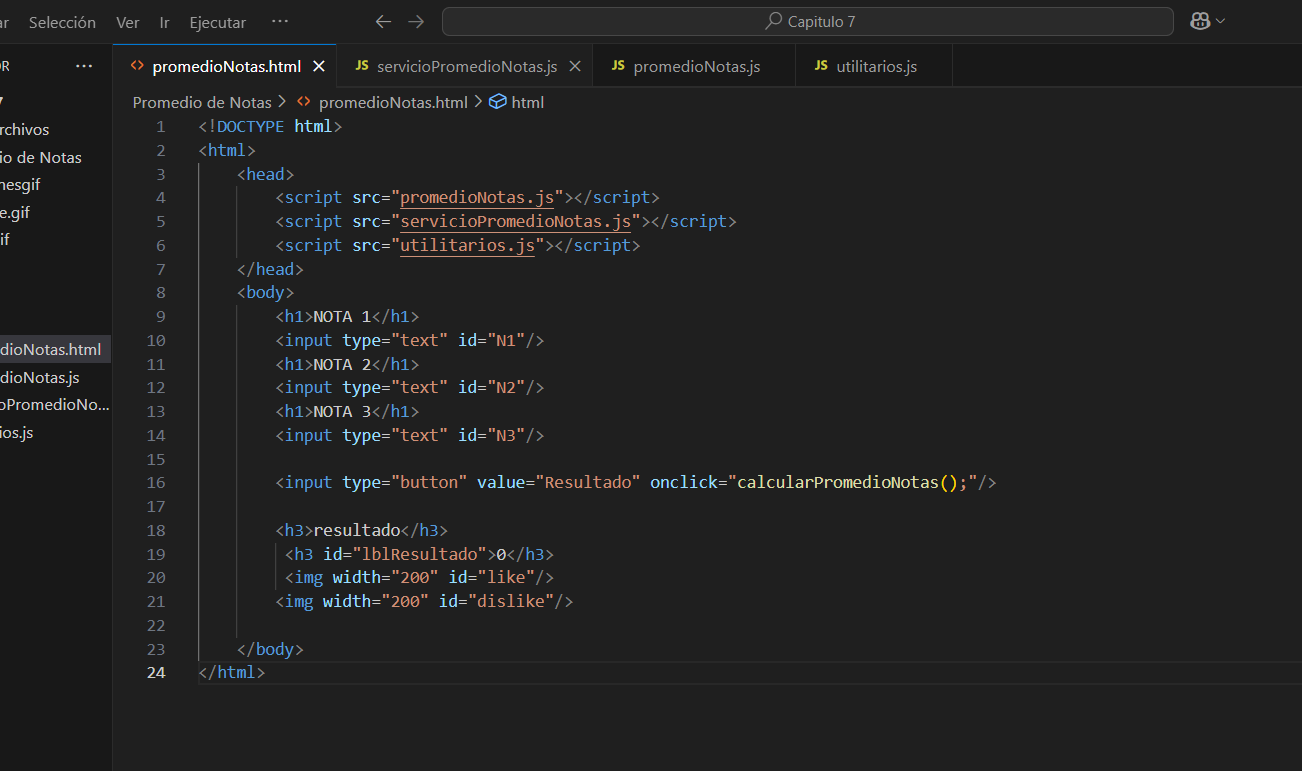 ar Selección Ver Ir Ejecutar ··· ← → Capitulo 7
OR ··· <> promedioNotas.html × JS servicioPromedioNotas.js × JS promedioNotas.js JS utilitarios.js
Promedio de Notas > <> promedioNotas.html > html
7
rchivos
io de Notas
nesgif
e.gif
if
dioNotas.html
dioNotas.js
oPromedioNo...
ios.js
1 <!DOCTYPE html>
2 <html>
3 <head>
4 <script src="promedioNotas.js"></script>
5 <script src="servicioPromedioNotas.js"></script>
6 <script src="utilitarios.js"></script>
7 </head>
8 <body>
9 <h1>NOTA 1</h1>
10 <input type="text" id="N1"/>
11 <h1>NOTA 2</h1>
12 <input type="text" id="N2"/>
13 <h1>NOTA 3</h1>
14 <input type="text" id="N3"/>
15
16 <input type="button" value="Resultado" onclick="calcularPromedioNotas();"/>
17
18 <h3>resultado</h3>
19 <h3 id="lblResultado">0</h3>
20 <img width="200" id="like"/>
21 <img width="200" id="dislike"/>
22
23 </body>
24 </html>